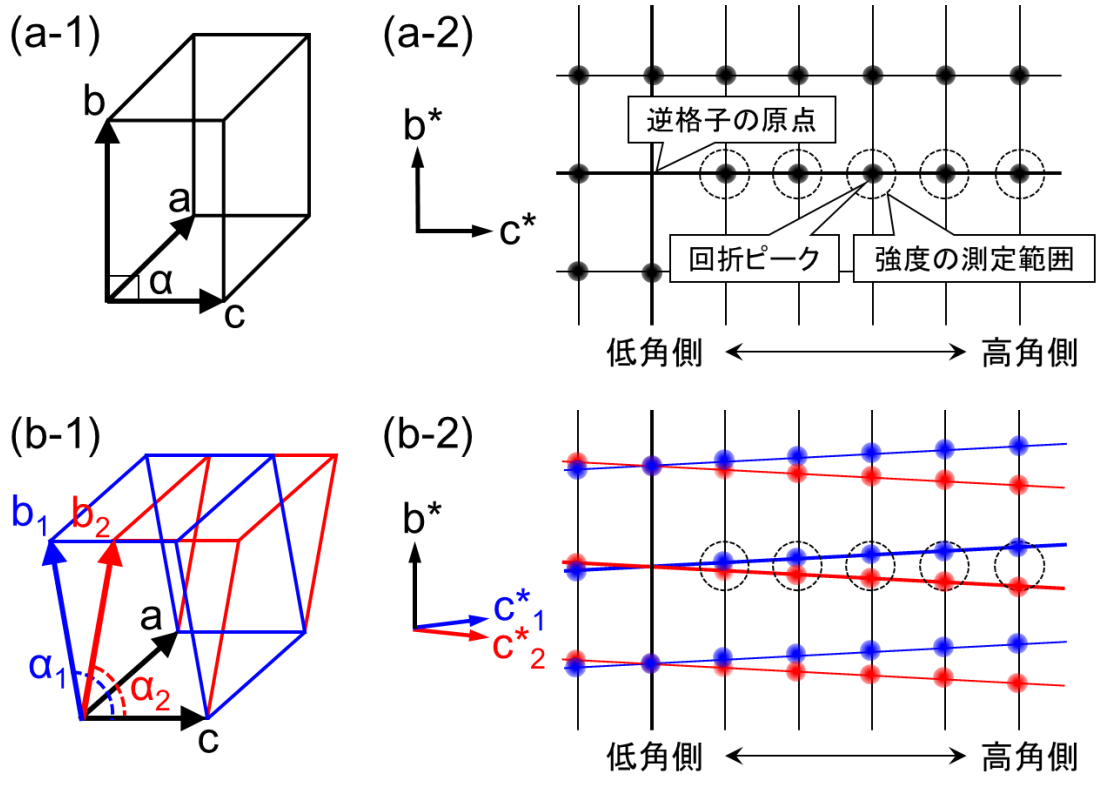 (a-1)
b
a
α
c
(a-2)
b*
c*
逆格子の原点
回折ピーク
強度の測定範囲
低角側
高角側
(b-1)
b1
b2
a
α1
α2
c
(b-2)
b*
c*1
c*2
低角側
高角側